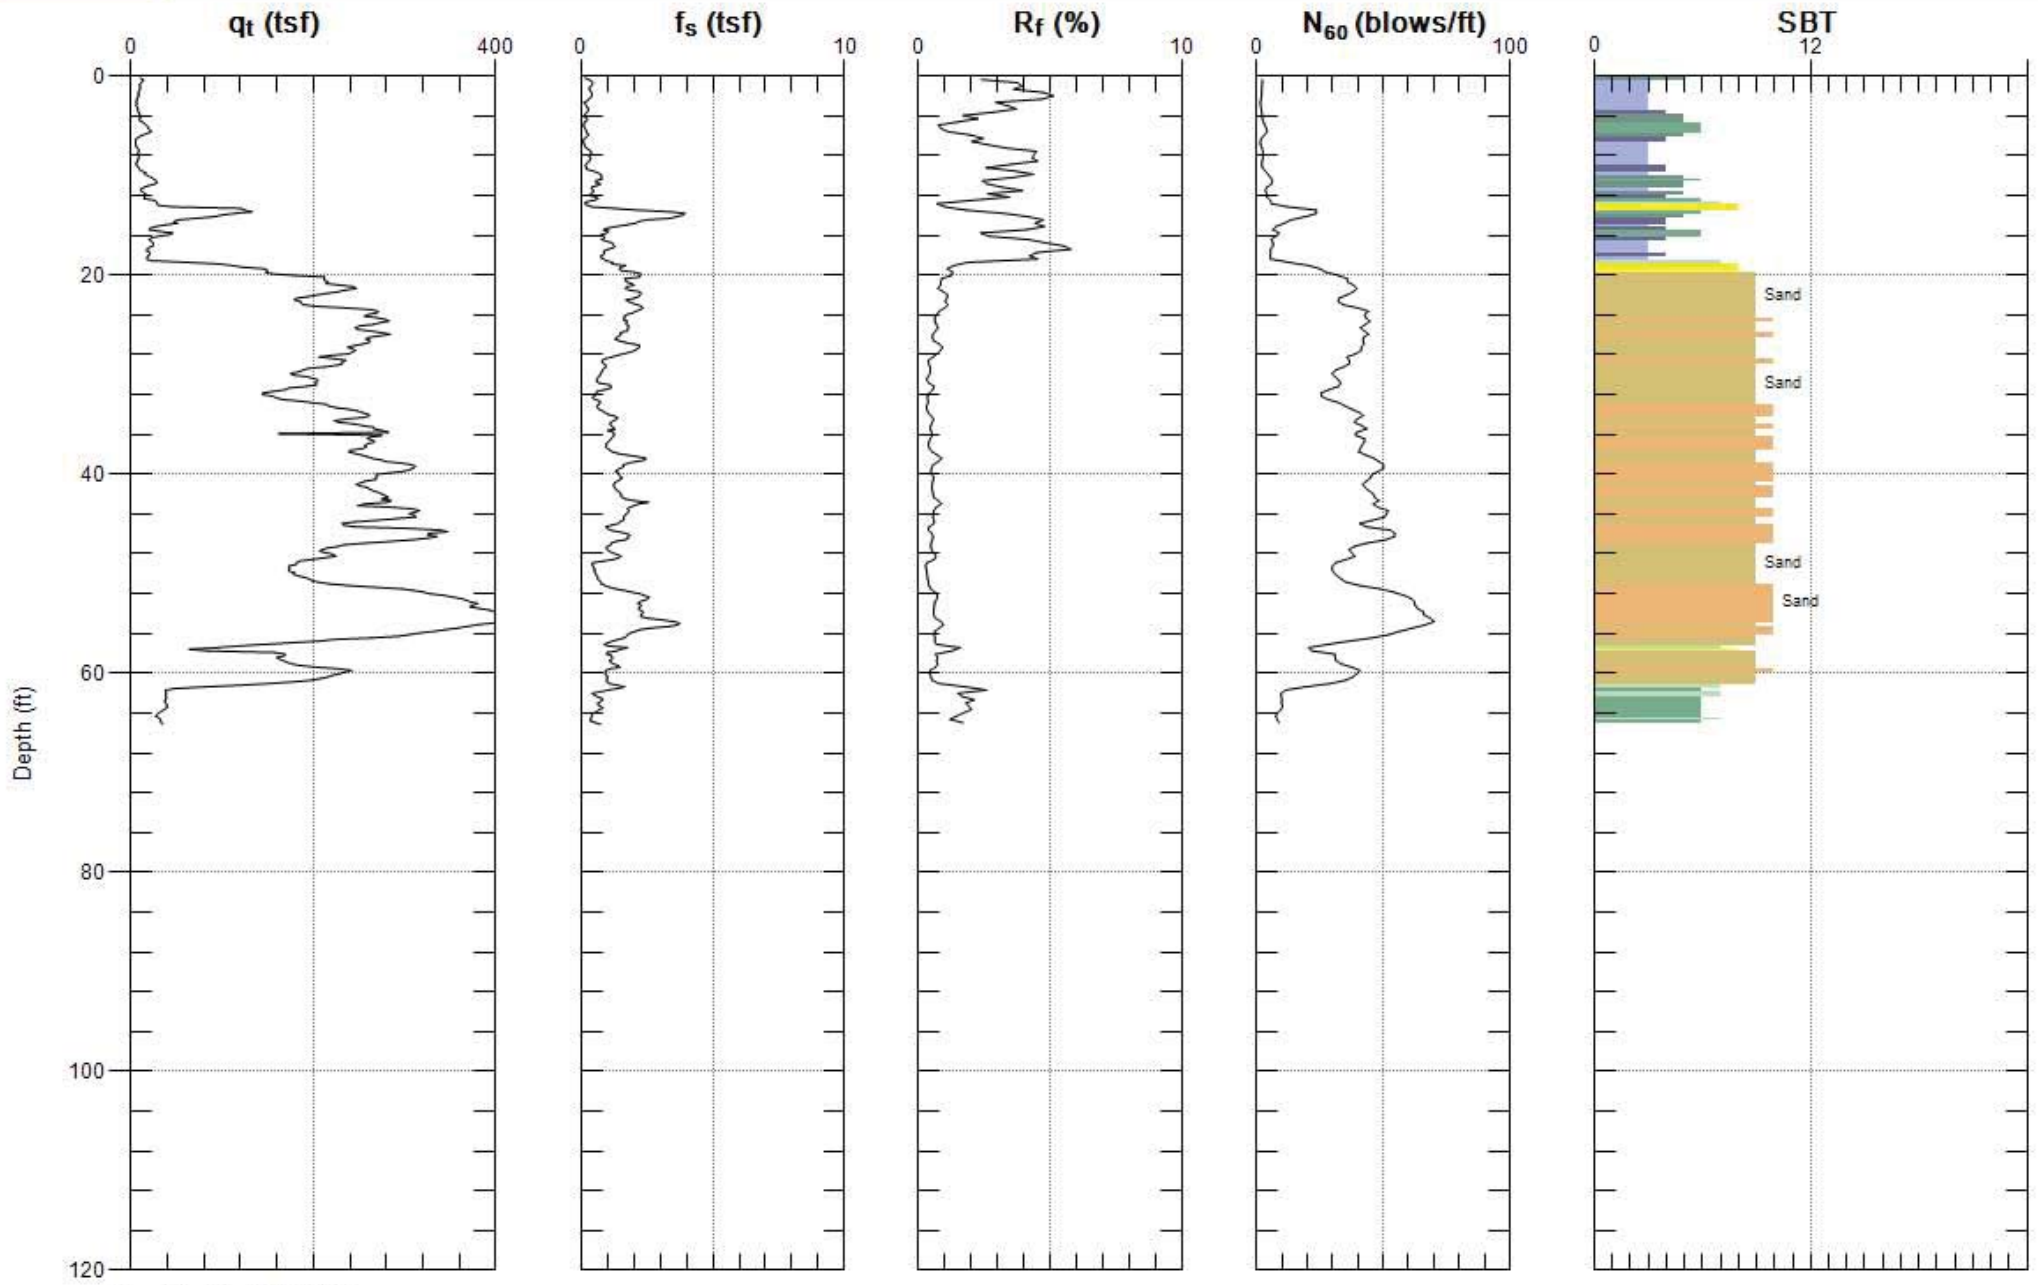 qt (tsf)
fs (tsf)
Rf (%)
N60 (blows/ft)
SBT
0 400
0 10
0 10
0 100
0 12
0
20
40
60
80
100
120
Depth (ft)
Sand
Sand
Sand
Sand